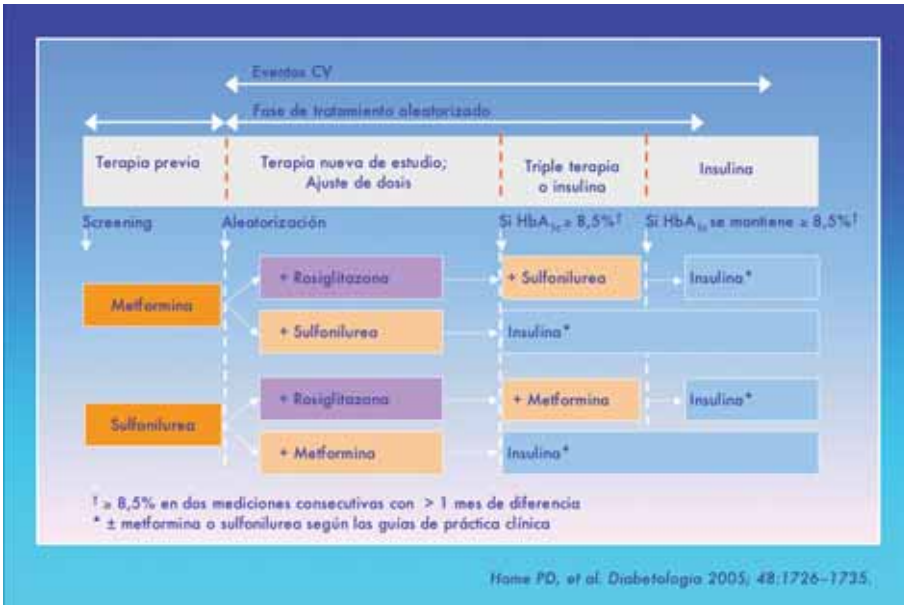 Eventos CV
Fase de tratamiento aleatorizado
Terapia previa
Terapia nueva de estudio;
Ajuste de dosis
Triple terapia
o insulina
Insulina
Screening
Aleatorización
Si HbA1c ≥ 8,5%†
Si HbA1c se mantiene ≥ 8,5%†
Metformina
+ Rosiglitazona
+ Sulfonilurea
Insulina*
+ Sulfonilurea
Insulina*
Sulfonilurea
+ Rosiglitazona
+ Metformina
Insulina*
+ Metformina
Insulina*
† ≥ 8,5% en dos mediciones consecutivas con > 1 mes de diferencia
* ± metformina o sulfonilurea según las guías de práctica clínica
Home PD, et al. Diabetologia 2005; 48:1726–1735.